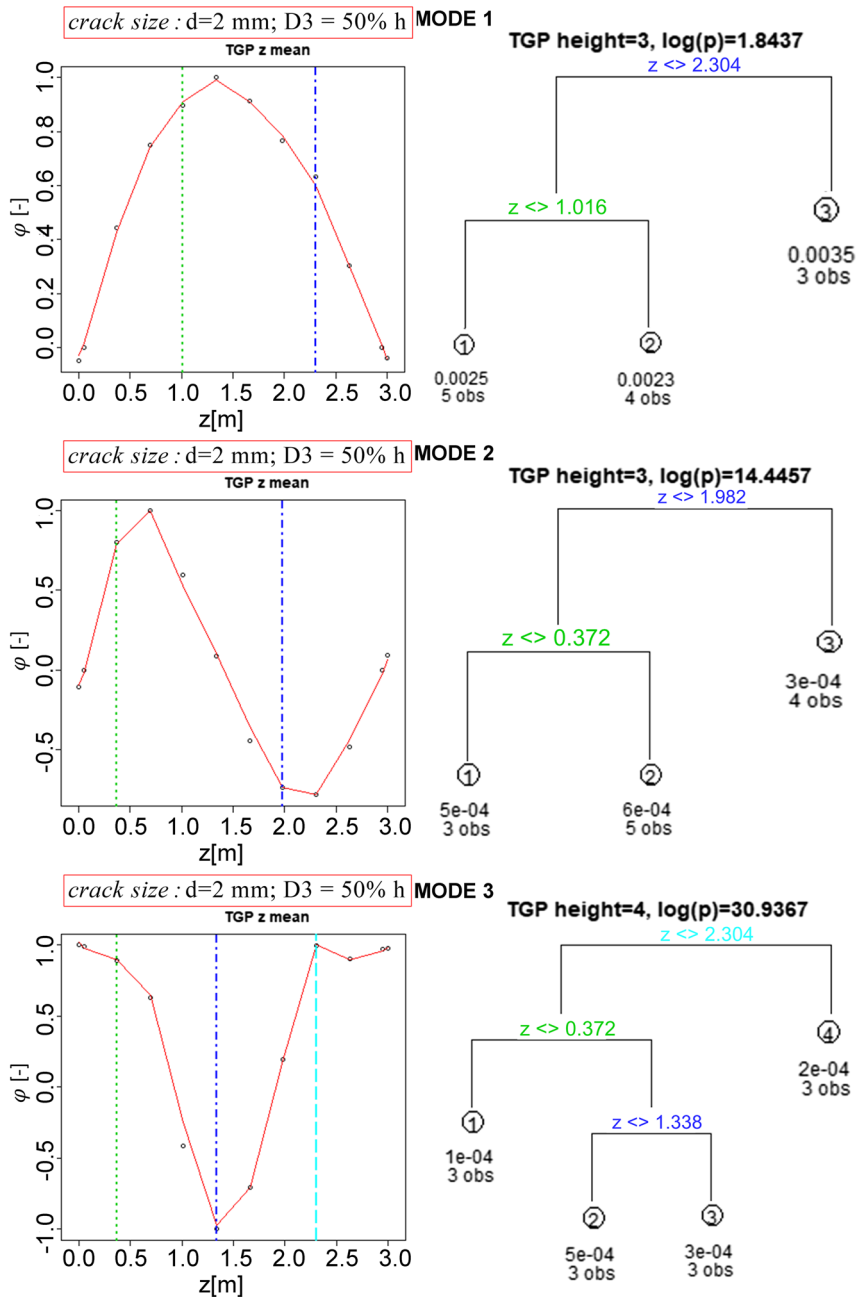 crack size : d=2 mm; D3 = 50% h MODE 1
TGP z mean
φ [-]
1.0
0.8
0.6
0.4
0.2
0.0
0.0 0.5 1.0 1.5 2.0 2.5 3.0
z[m]
TGP height=3, log(p)=1.8437
z <> 2.304
z <> 1.016
3
0.0035
3 obs
1 2
0.0025 0.0023
5 obs 4 obs
crack size : d=2 mm; D3 = 50% h MODE 2
TGP z mean
φ [-]
1.0
0.5
0.0
-0.5
0.0 0.5 1.0 1.5 2.0 2.5 3.0
z[m]
TGP height=3, log(p)=14.4457
z <> 1.982
z <> 0.372
3
3e-04
4 obs
1 2
5e-04 6e-04
3 obs 5 obs
crack size : d=2 mm; D3 = 50% h MODE 3
TGP z mean
φ [-]
1.0
0.5
0.0
-0.5
-1.0
0.0 0.5 1.0 1.5 2.0 2.5 3.0
z[m]
TGP height=4, log(p)=30.9367
z <> 2.304
z <> 0.372
4
2e-04
3 obs
1
z <> 1.338
1e-04
3 obs
2 3
5e-04 3e-04
3 obs 3 obs